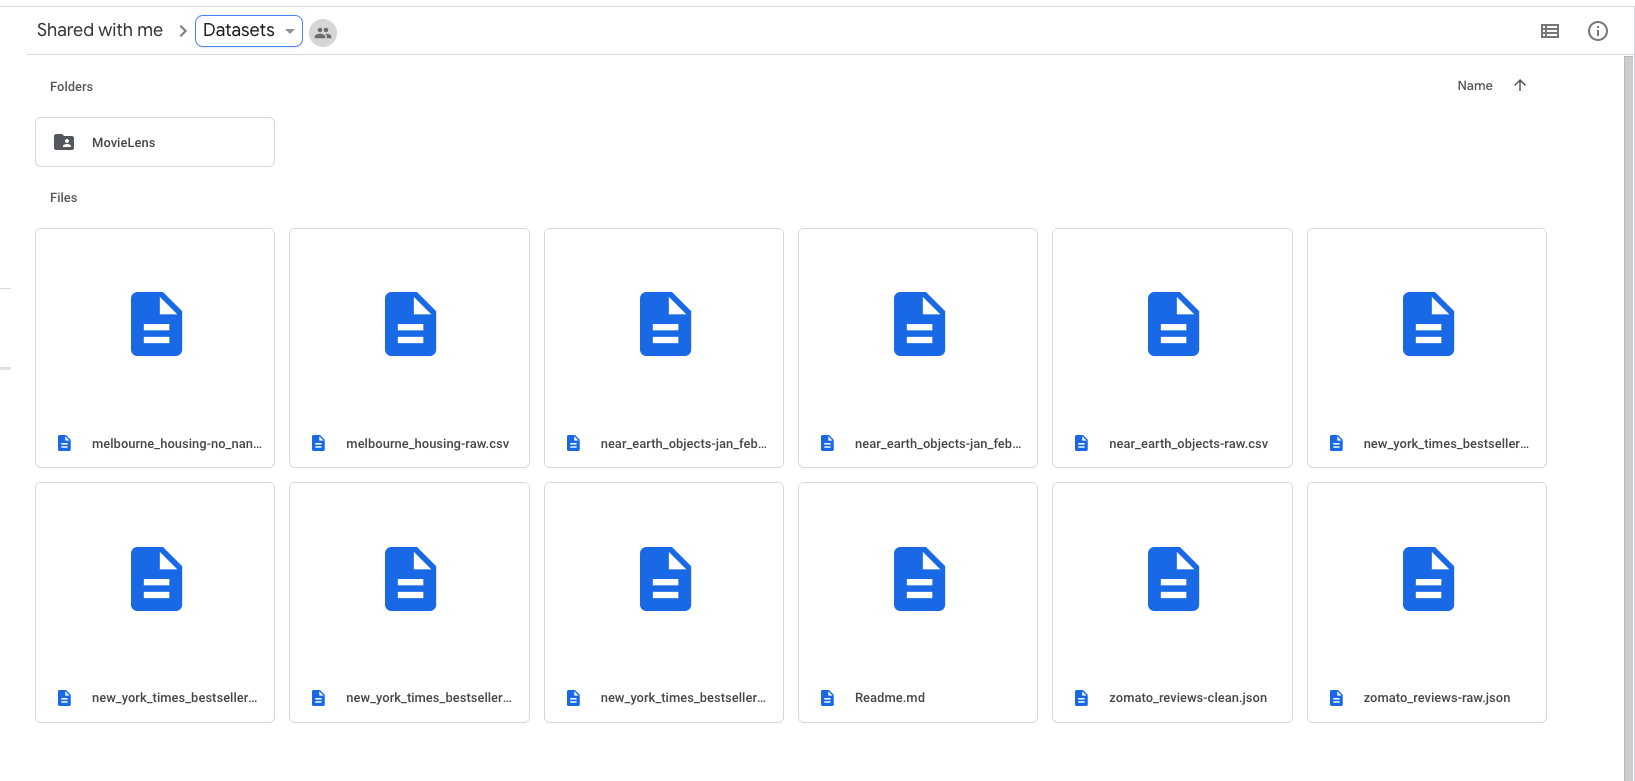 Shared with me > Datasets
Folders
Name
MovieLens
Files
melbourne_housing-no_nan...
melbourne_housing-raw.csv
near_earth_objects-jan_feb...
near_earth_objects-jan_feb...
near_earth_objects-raw.csv
new_york_times_bestseller...
new_york_times_bestseller...
new_york_times_bestseller...
new_york_times_bestseller...
Readme.md
zomato_reviews-clean.json
zomato_reviews-raw.json